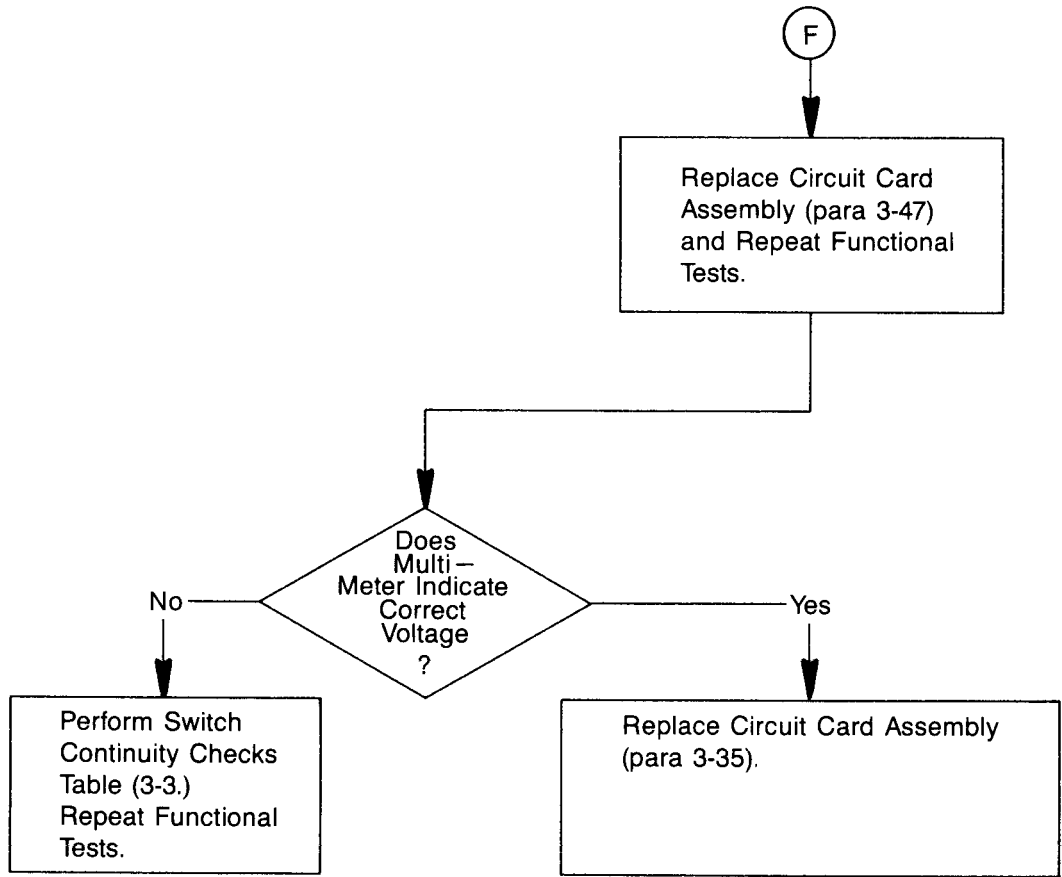 F
Replace Circuit Card
Assembly (para 3-47)
and Repeat Functional
Tests.
Does
Multi—
Meter Indicate
Correct
Voltage
?
No
Yes
Perform Switch
Continuity Checks
Table (3-3.)
Repeat Functional
Tests.
Replace Circuit Card Assembly
(para 3-35).